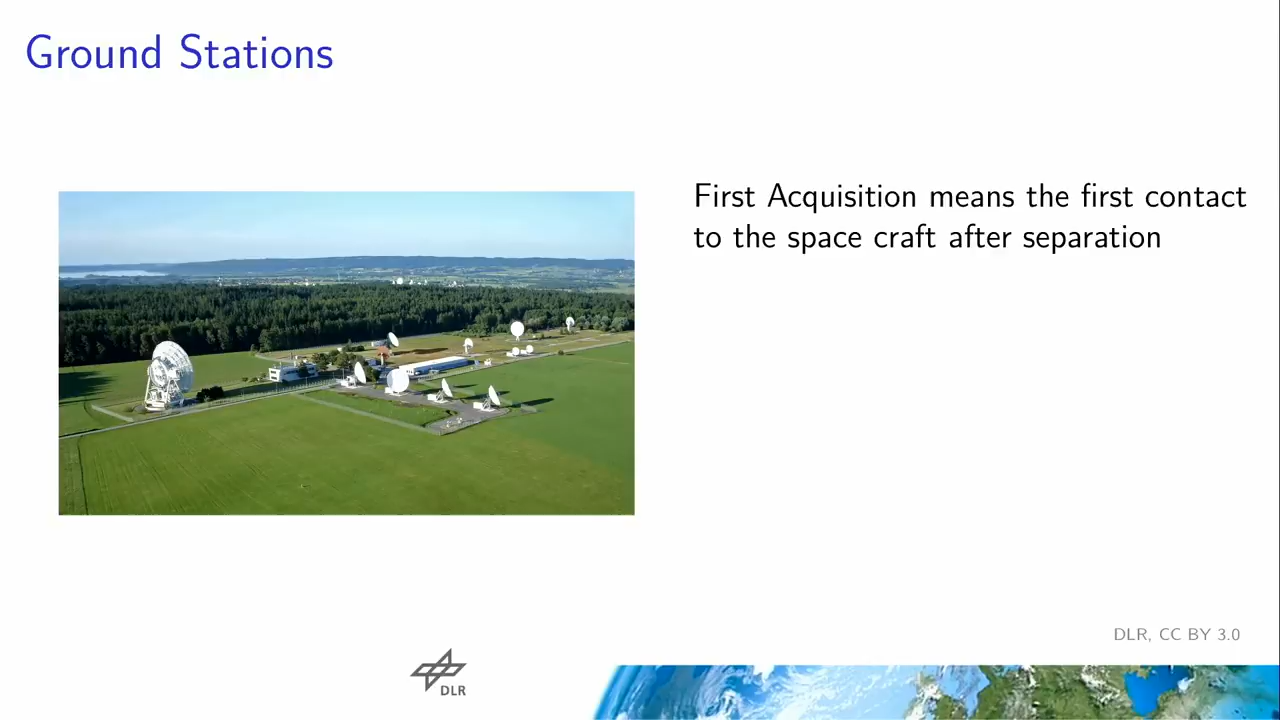 Ground Stations
First Acquisition means the first contact
to the space craft after separation
DLR, CC BY 3.0
DLR